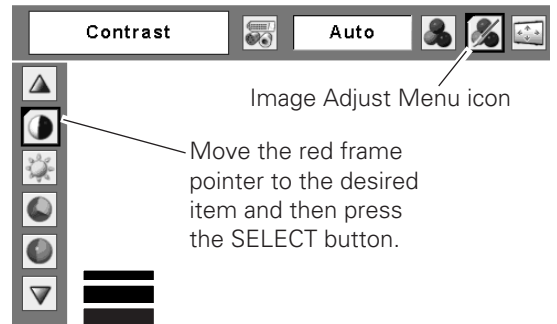 Contrast
Auto
Image Adjust Menu icon
Move the red frame
pointer to the desired
item and then press
the SELECT button.